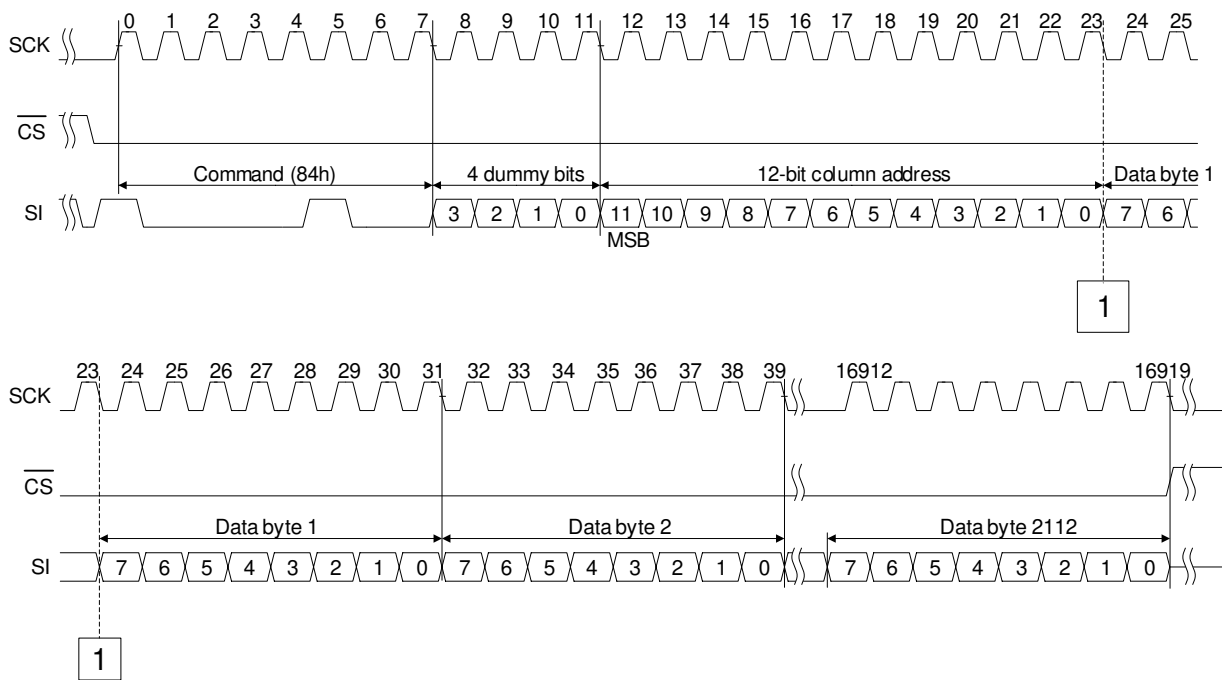 0 1 2 3 4 5 6 7 8 9 10 11 12 13 14 15 16 17 18 19 20 21 22 23 24 25
SCK
CS
Command (84h) 4 dummy bits 12-bit column address Data byte 1
SI 3 2 1 0 11 10 9 8 7 6 5 4 3 2 1 0 7 6
MSB
1
23 24 25 26 27 28 29 30 31 32 33 34 35 36 37 38 39 16912 16919
SCK
CS
Data byte 1 Data byte 2 Data byte 2112
SI 7 6 5 4 3 2 1 0 7 6 5 4 3 2 1 0 7 6 5 4 3 2 1 0
1